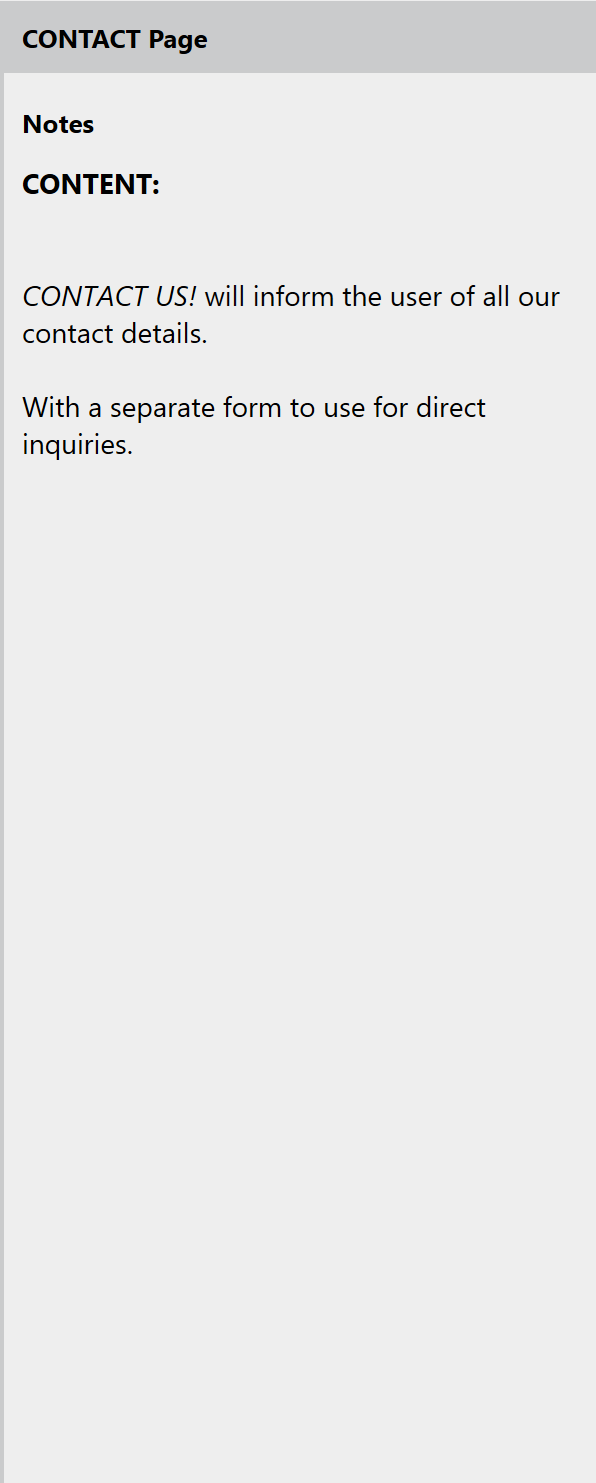 CONTACT Page
Notes
CONTENT:
CONTACT US! will inform the user of all our
contact details.
With a separate form to use for direct
inquiries.